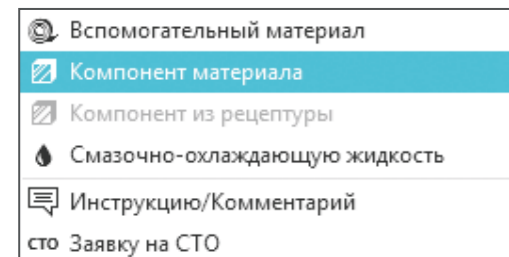 Вспомогательный материал
Компонент материала
Компонент из рецептуры
Смазочно-охлаждающую жидкость
Инструкцию/Комментарий
сто Заявку на СТО